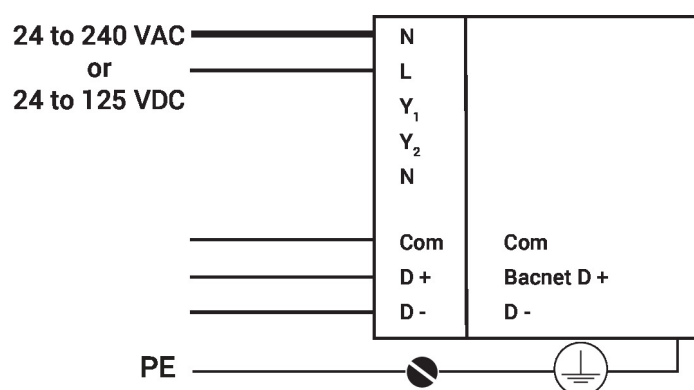 24 to 240 VAC
or
24 to 125 VDC
N
L
Y₁
Y₂
N
Com
D +
D -
Com
Bacnet D +
D -
PE